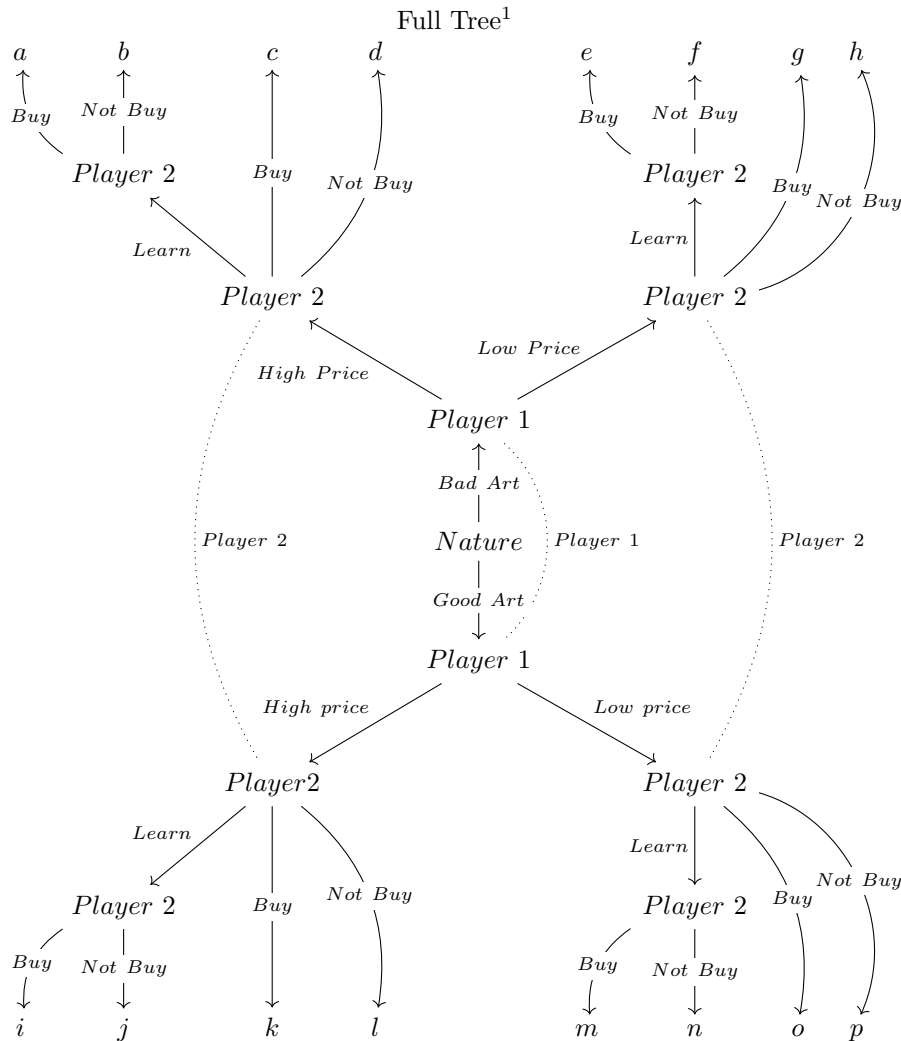 Full Tree¹
a b c d e f g h
Buy Not Buy Buy Not Buy Buy Not Buy Buy Not Buy
Player 2 Player 2
Learn Learn
Player 2 Player 2
High Price Low Price
Player 1
Bad Art
Player 2 Nature Player 1 Player 2
Good Art
Player 1
High price Low price
Player2 Player 2
Learn Learn
Player 2 Player 2
Buy Not Buy Buy Not Buy Buy Not Buy Buy Not Buy
i j k l m n o p